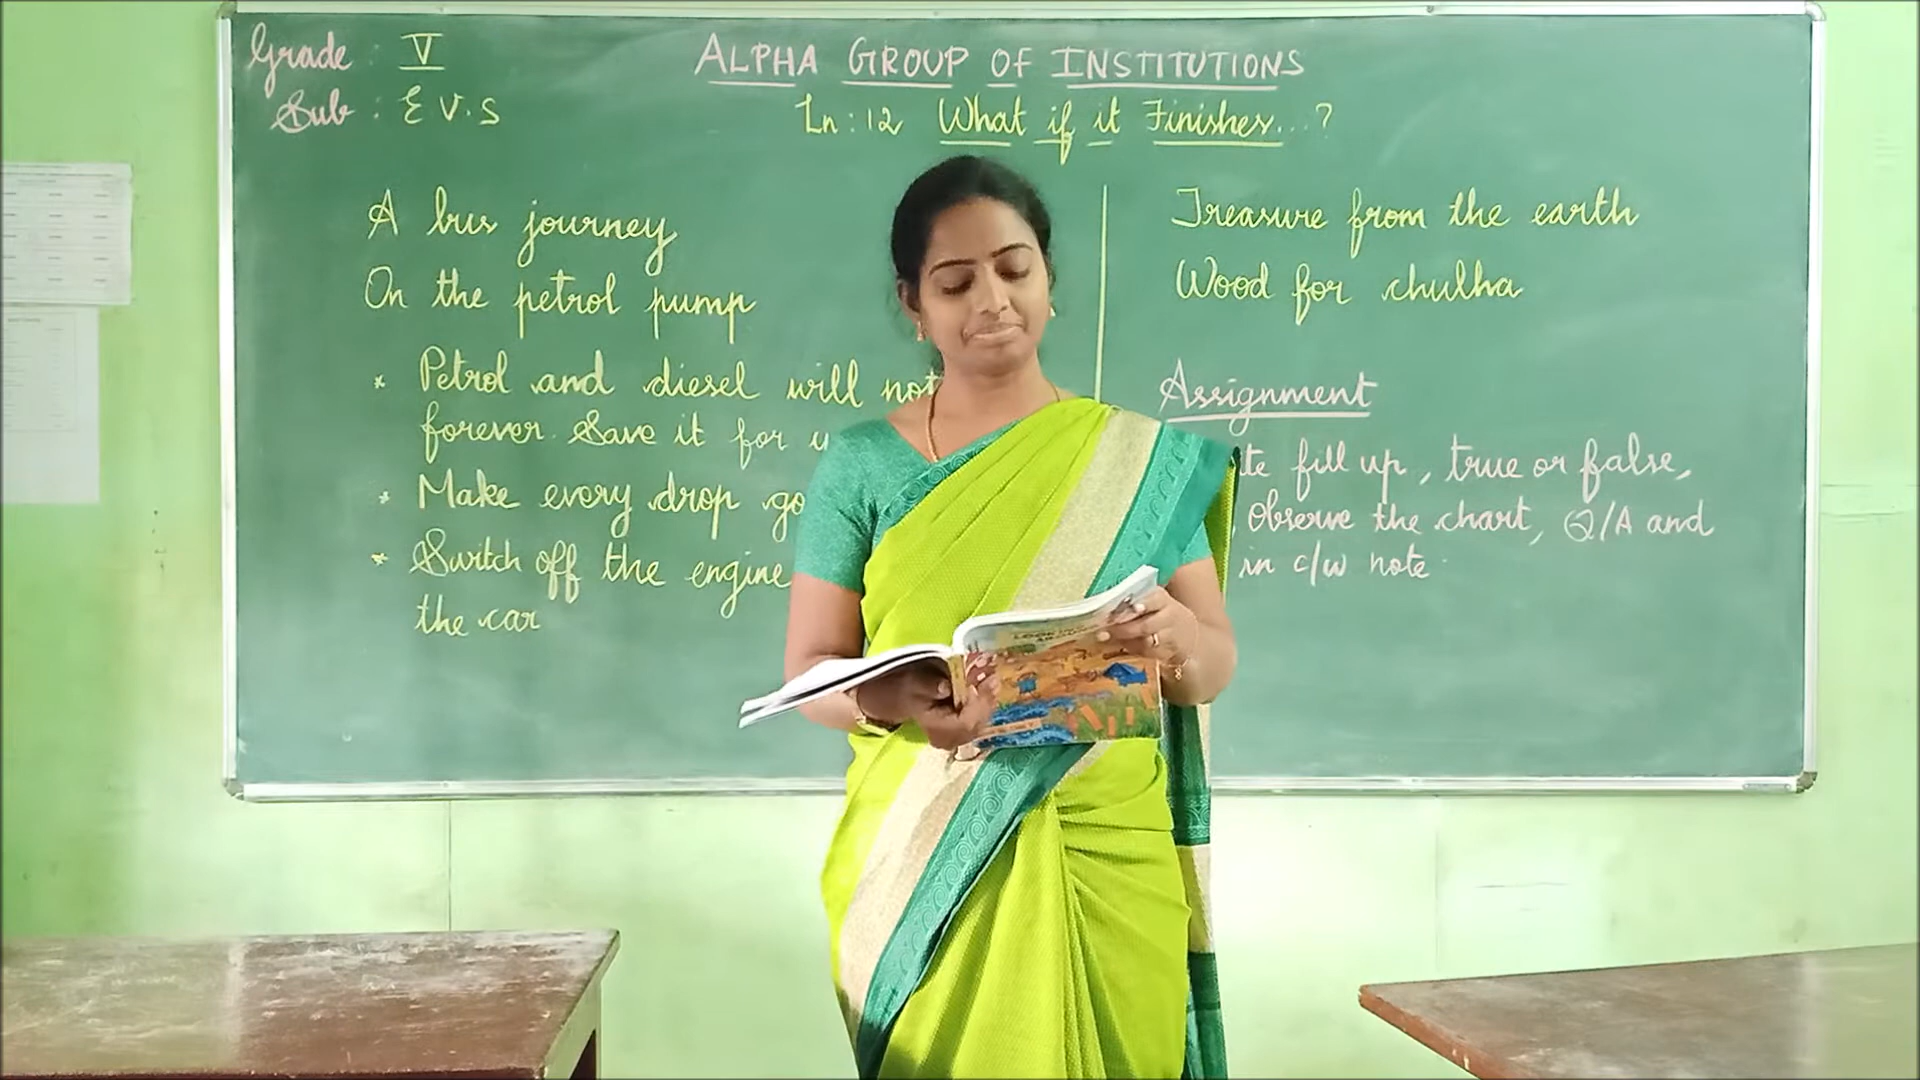 Grade : V
Sub : E V.S
ALPHA GROUP OF INSTITUTIONS
Ln: 12 What if it Finishes...?
A bus journey
On the petrol pump
* Petrol and diesel will not
forever. Save it for
* Make every drop
* Switch off the engine
the car
Treasure from the earth
Wood for chulha
Assignment
fill up, true or false,
Observe the chart, Q/A and
in c/w note